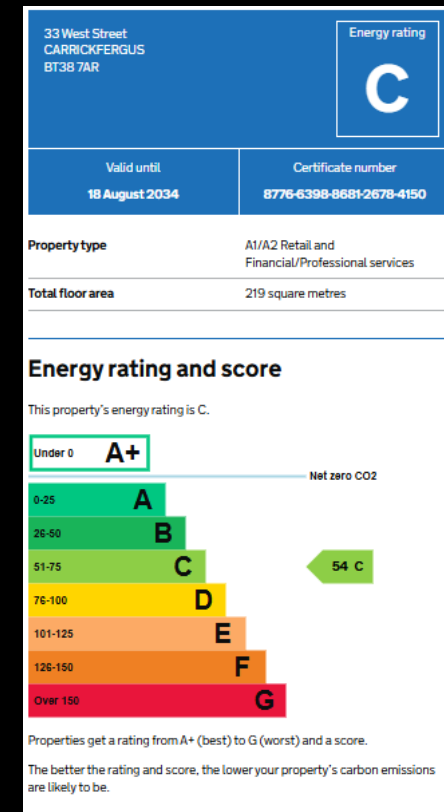 33 West Street
CARRICKFERGUS
BT38 7AR
Energy rating
C
Valid until
18 August 2034
Certificate number
8776-6398-8681-2678-4150
Property type
A1/A2 Retail and
Financial/Professional services
Total floor area
219 square metres
Energy rating and score
This property's energy rating is C.
Under 0 A+
Net zero CO2
0-25 A
26-50 B
51-75 C
54 C
76-100 D
101-125 E
126-150 F
Over 150 G
Properties get a rating from A+ (best) to G (worst) and a score.
The better the rating and score, the lower your property's carbon emissions
are likely to be.